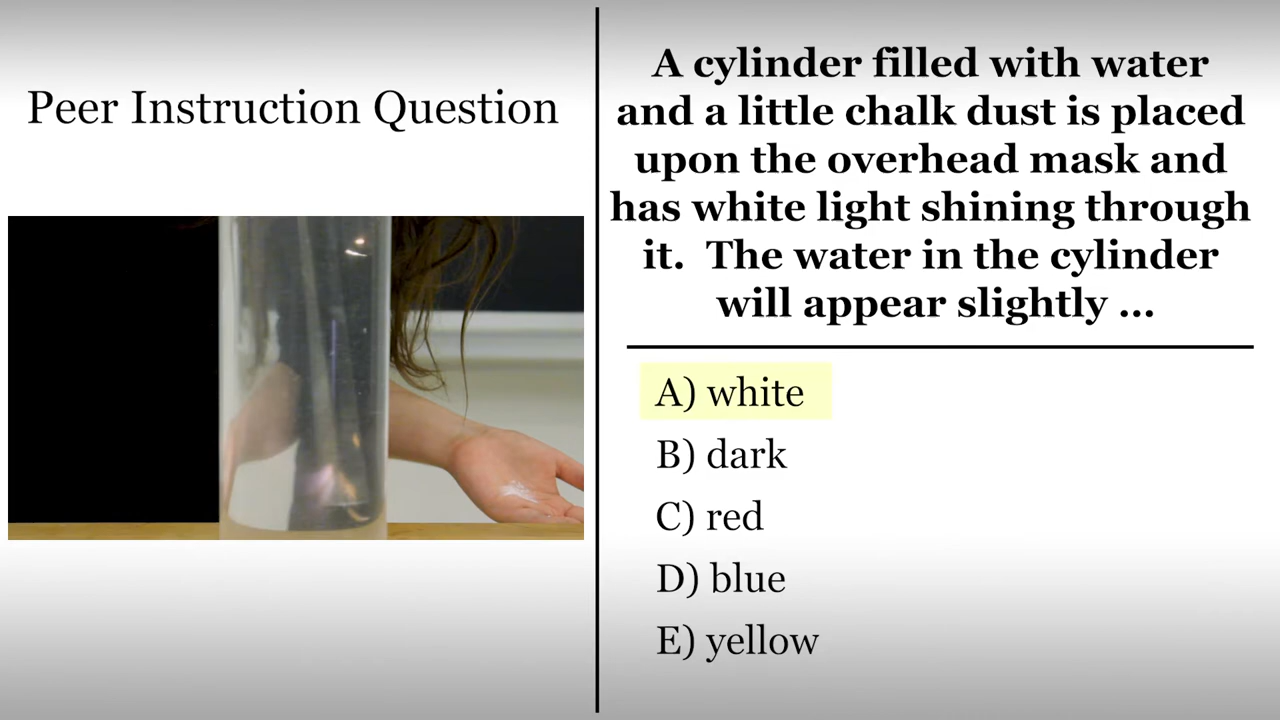 Peer Instruction Question
A cylinder filled with water
and a little chalk dust is placed
upon the overhead mask and
has white light shining through
it.  The water in the cylinder
will appear slightly ...
A) white
B) dark
C) red
D) blue
E) yellow